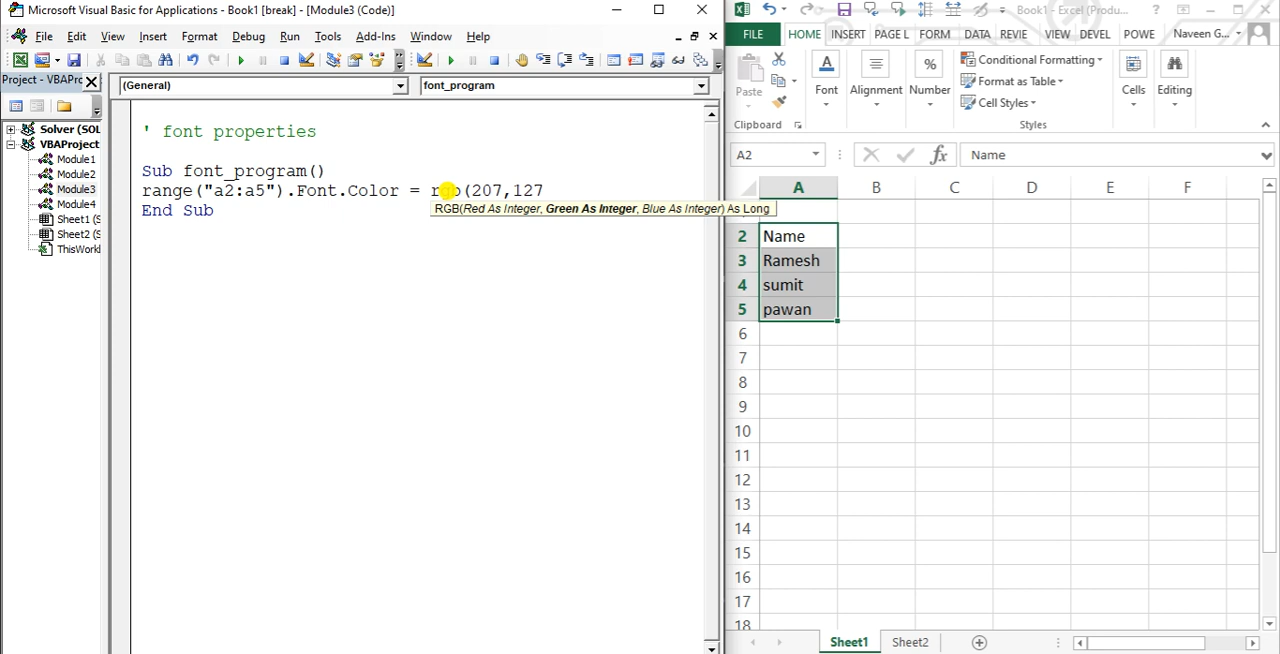 Microsoft Visual Basic for Applications - Book1 [break] - [Module3 (Code)]
File Edit View Insert Format Debug Run Tools Add-Ins Window Help
Project - VBAPro
(General)
font_program
Solver (SOL
VBAProject
Module1
Module2
Module3
Module4
Sheet1 (S
Sheet2 (S
ThisWorkl
' font properties
Sub font_program()
range("a2:a5").Font.Color = rgb(207,127
RGB(Red As Integer, Green As Integer, Blue As Integer) As Long
End Sub
Book1 - Excel (Produ...
FILE HOME INSERT PAGE L FORM DATA REVIE VIEW DEVEL POWE Naveen G...
Paste
Font
Alignment
Number
Conditional Formatting
Format as Table
Cell Styles
Cells
Editing
Clipboard
Styles
A2
fx
Name
A B C D E F
2 Name
3 Ramesh
4 sumit
5 pawan
6
7
8
9
10
11
12
13
14
15
16
17
18
Sheet1 Sheet2